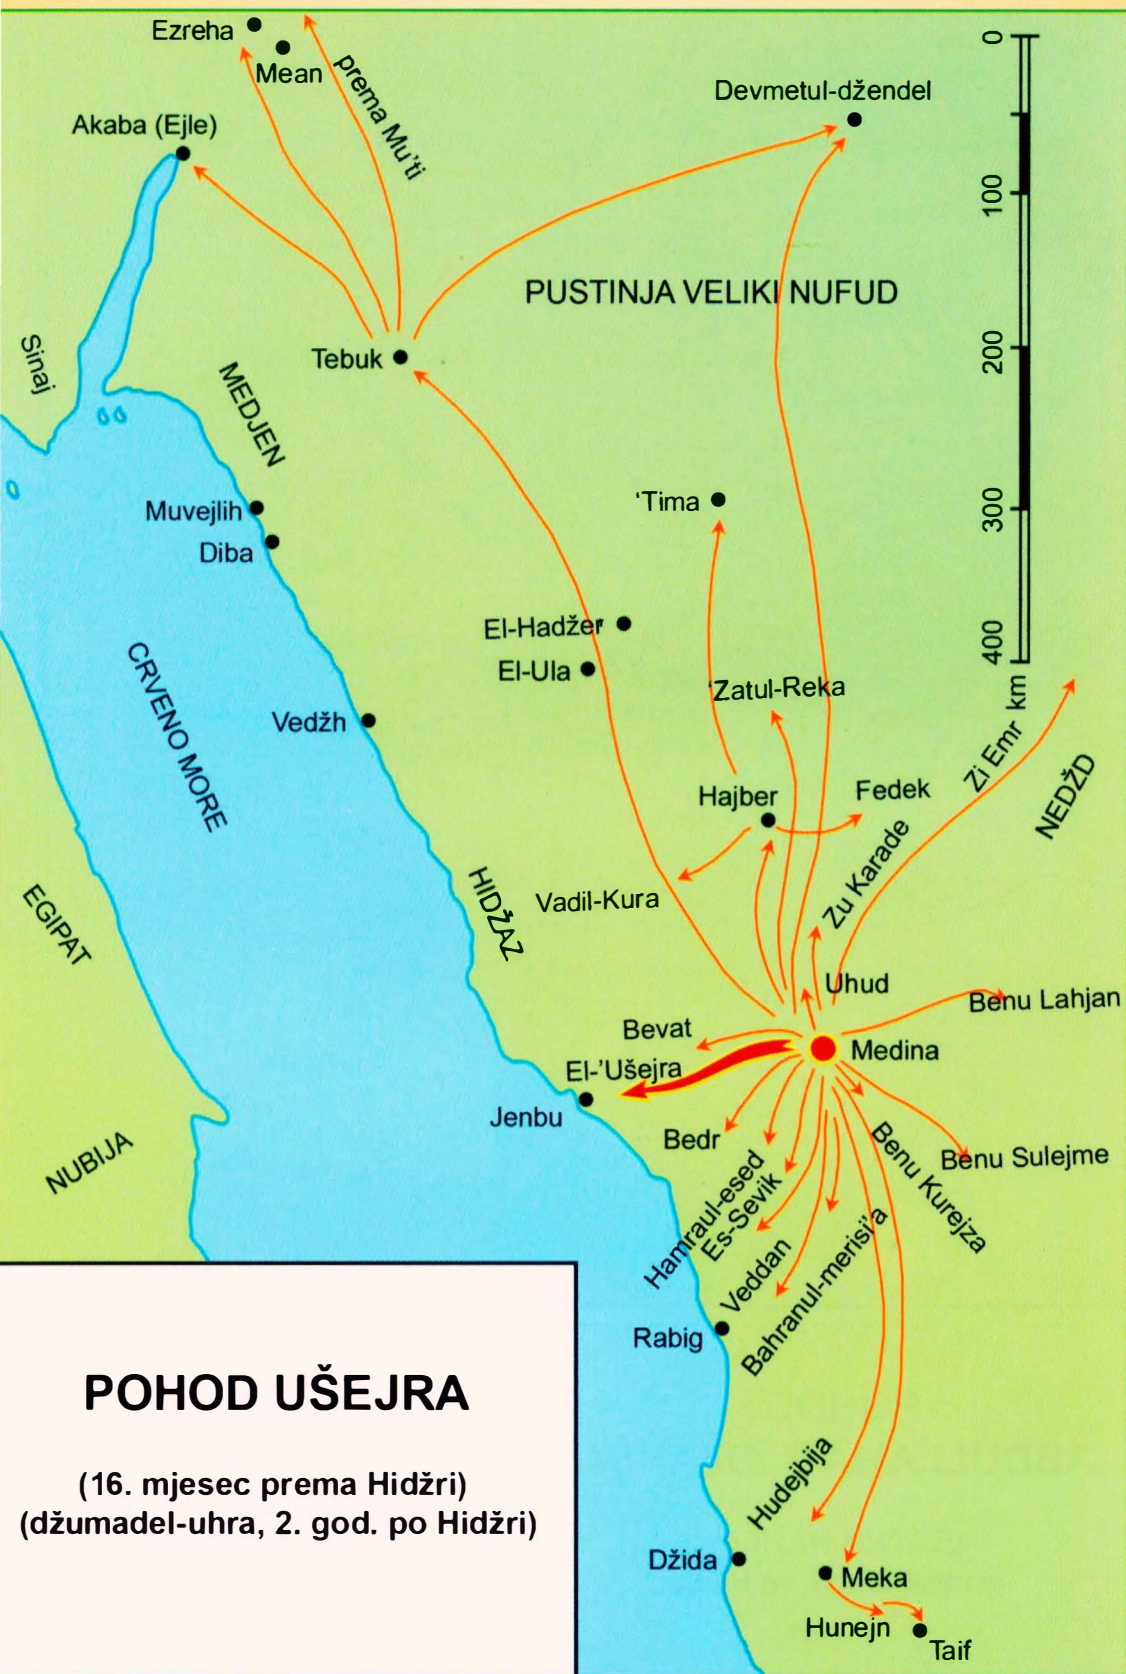 Ezreha
Mean
prema Mu'ti
Devmetul-džendel
Akaba (Ejle)
0
100
200
300
400
km
PUSTINJA VELIKI NUFUD
Sinaj
Tebuk
MEDJEN
'Tima
Muvejlih
Diba
El-Hadžer
El-Ula
CRVENO MORE
'Zatul-Reka
Vedžh
Zi Emr
NEDŽD
Hajber
Fedek
Zu Karade
EGIPAT
HIDŽAZ
Vadil-Kura
Uhud
Benu Lahjan
Bevat
Medina
El-'Ušejra
Jenbu
Bedr
NUBIJA
Benu Sulejme
Benu Kurejza
Hamraul-esed
Es-Sevik
Veddan
Bahranul-merisi'a
Rabig
POHOD UŠEJRA
(16. mjesec prema Hidžri)
(džumadel-uhra, 2. god. po Hidžri)
Hudejbija
Džida
Meka
Hunejn
Taif